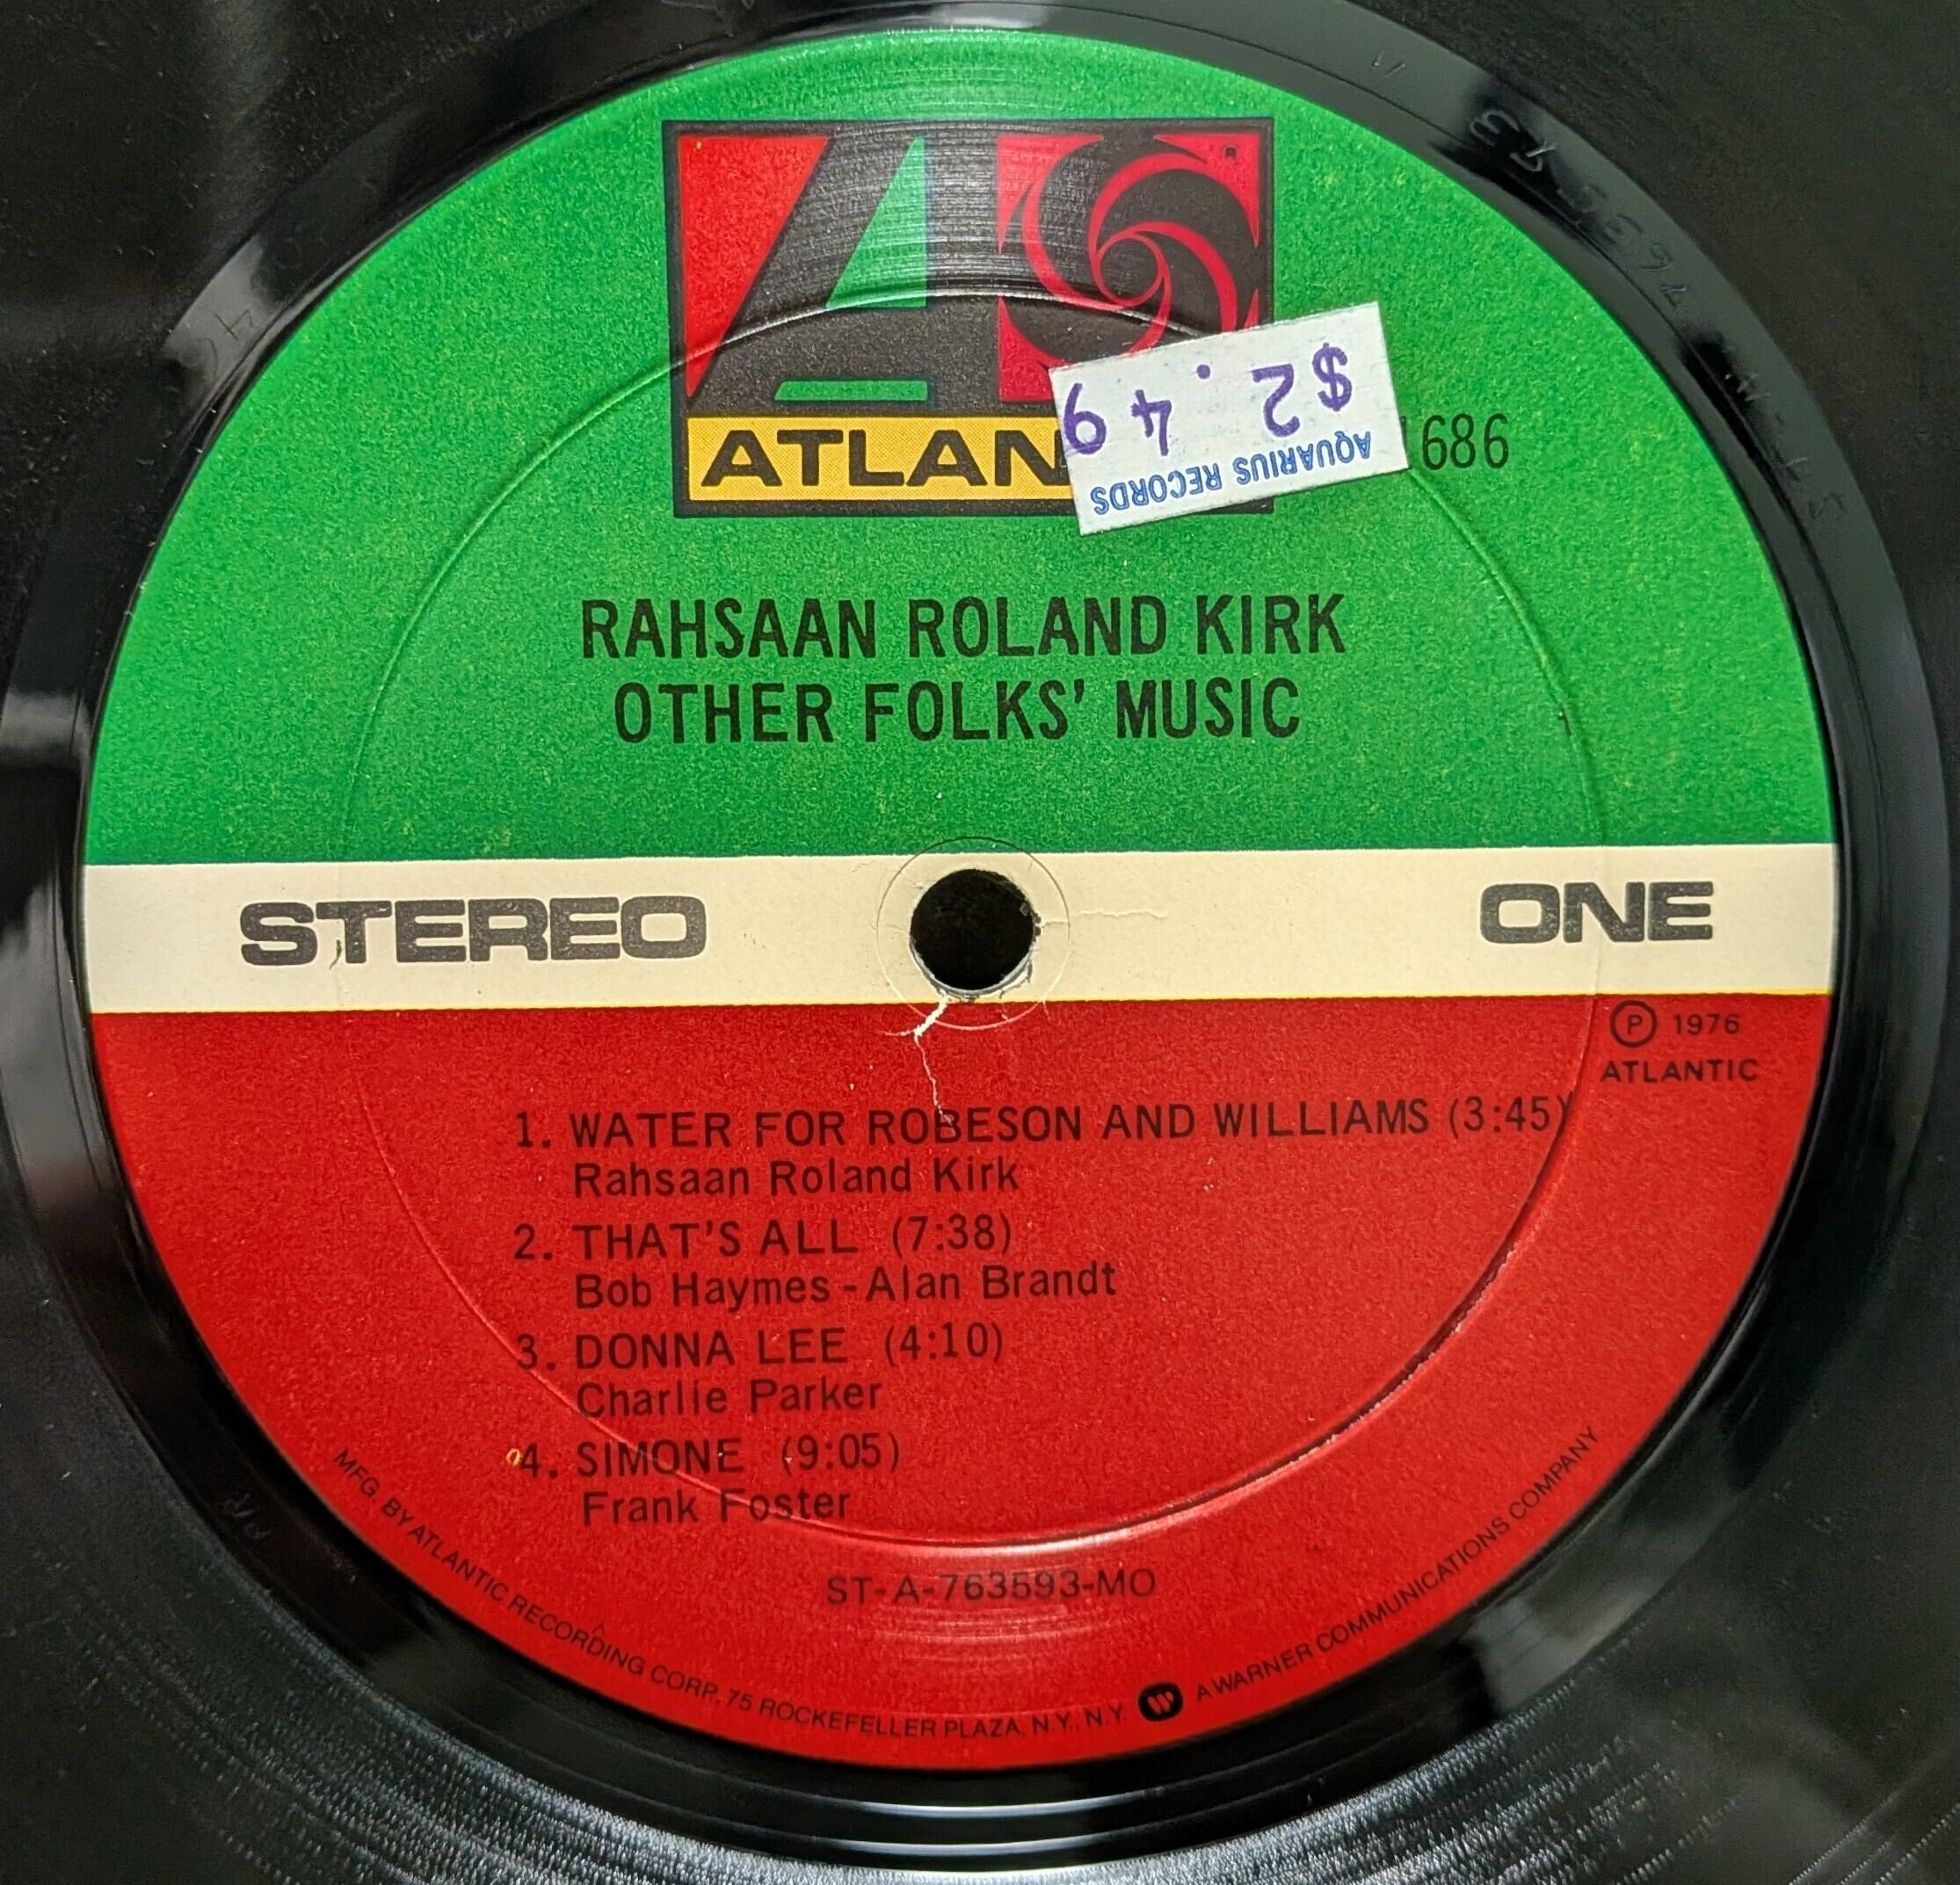 ATLAN
$2.49
AQUARIUS RECORDS
1686
RAHSAAN ROLAND KIRK
OTHER FOLKS' MUSIC
STEREO
ONE
Ⓟ 1976
ATLANTIC
1. WATER FOR ROBESON AND WILLIAMS (3:45)
Rahsaan Roland Kirk
2. THAT'S ALL (7:38)
Bob Haymes - Alan Brandt
3. DONNA LEE (4:10)
Charlie Parker
4. SIMONE (9:05)
Frank Foster
ST-A-763593-MO
MFG. BY ATLANTIC RECORDING CORP., 75 ROCKEFELLER PLAZA, N.Y., N.Y. A WARNER COMMUNICATIONS COMPANY